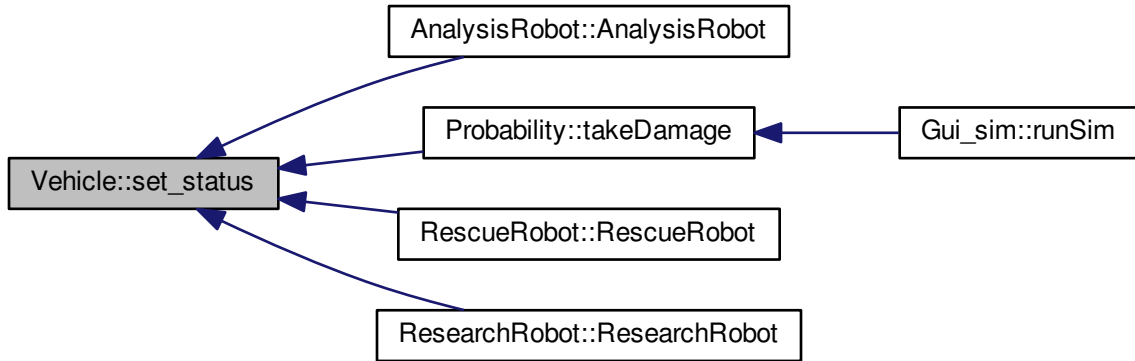 AnalysisRobot::AnalysisRobot
Probability::takeDamage
Gui_sim::runSim
Vehicle::set_status
RescueRobot::RescueRobot
ResearchRobot::ResearchRobot